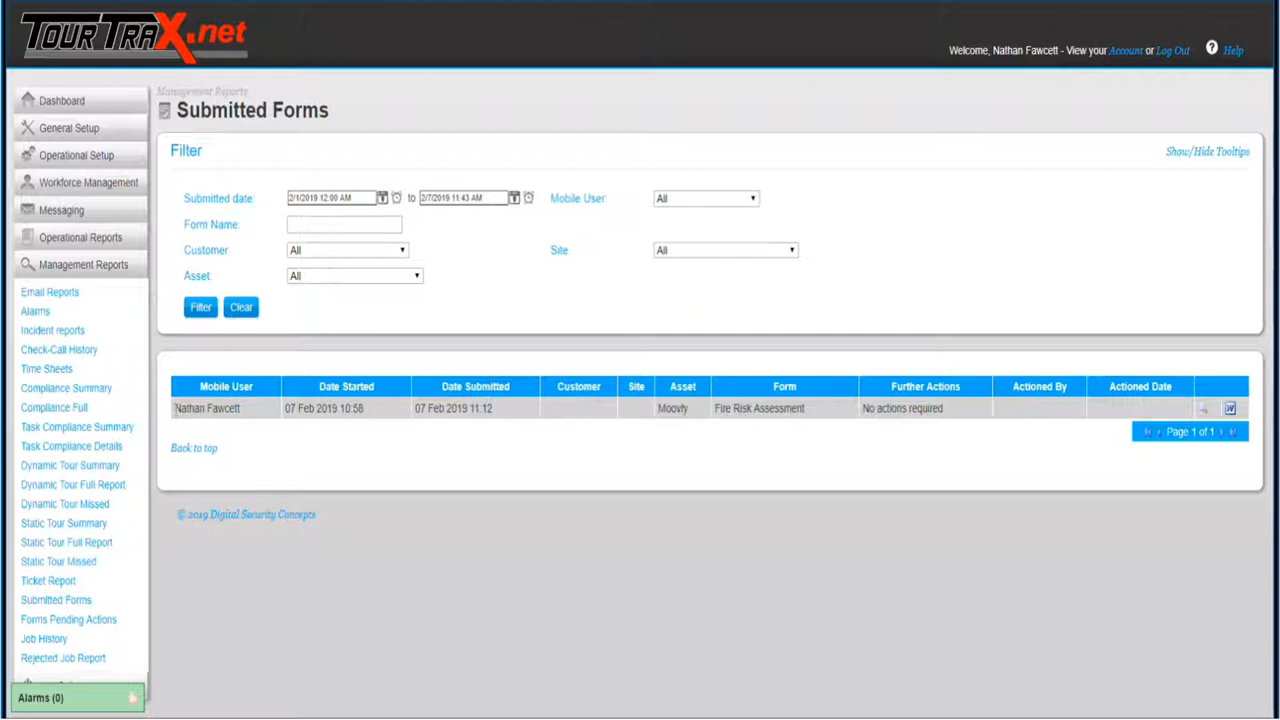 TOURTRAX.net
Welcome, Nathan Fawcett - View your Account or Log Out ? Help
Dashboard
General Setup
Operational Setup
Workforce Management
Messaging
Operational Reports
Management Reports
Email Reports
Alarms
Incident reports
Check-Call History
Time Sheets
Compliance Summary
Compliance Full
Task Compliance Summary
Task Compliance Details
Dynamic Tour Summary
Dynamic Tour Full Report
Dynamic Tour Missed
Static Tour Summary
Static Tour Full Report
Static Tour Missed
Ticket Report
Submitted Forms
Forms Pending Actions
Job History
Rejected Job Report
Alarms (0)
Management Reports
Submitted Forms
Filter
Show/Hide Tooltips
Submitted date: 2/1/2019 12:00 AM to 2/7/2019 11:43 AM Mobile User: All
Form Name:
Customer All Site: All
Asset: All
Filter Clear
Mobile User Date Started Date Submitted Customer Site Asset Form Further Actions Actioned By Actioned Date
Nathan Fawcett 07 Feb 2019 10:58 07 Feb 2019 11:12 Moovly Fire Risk Assessment No actions required
Page 1 of 1
Back to top
© 2019 Digital Security Concepts